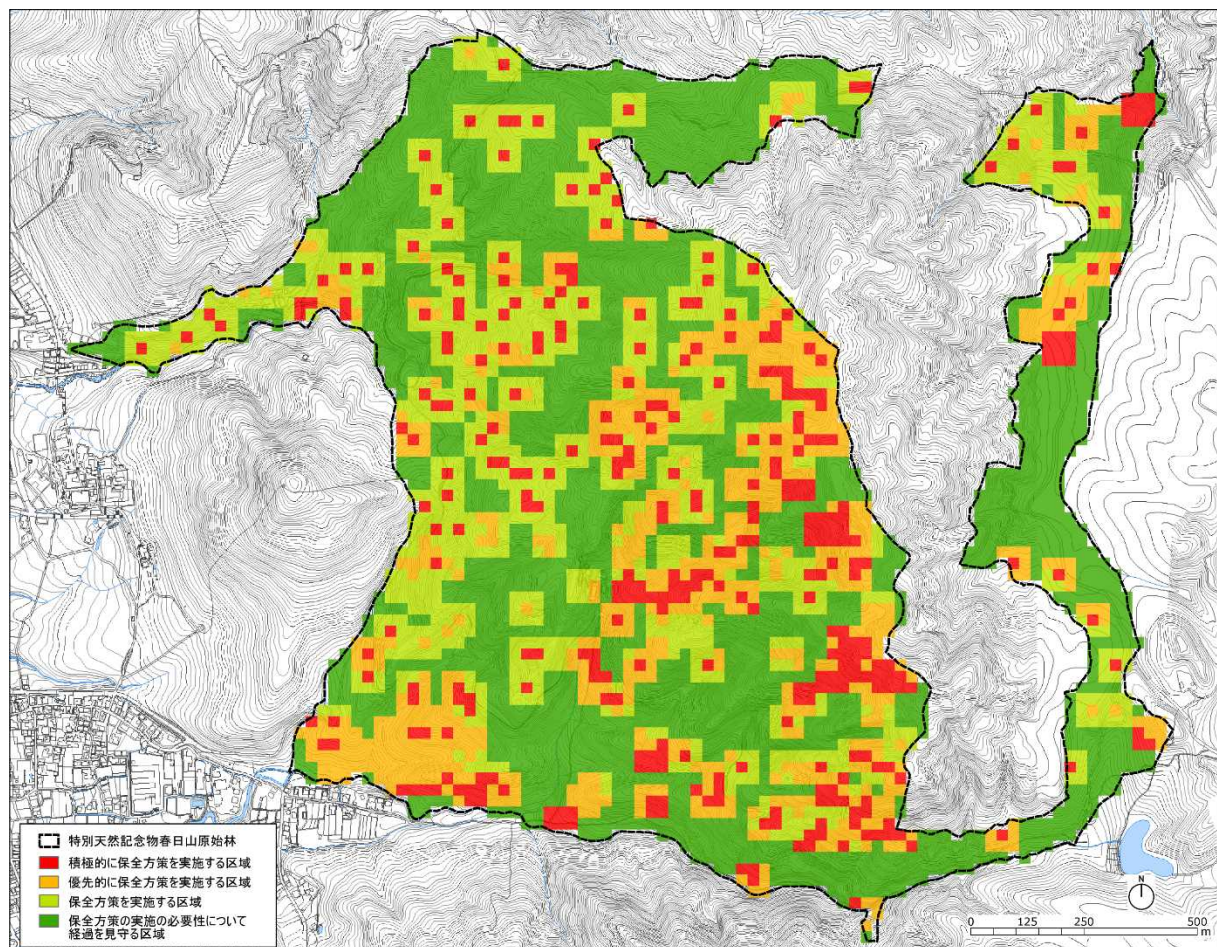 特別天然記念物春日山原始林
積極的に保全方策を実施する区域
優先的に保全方策を実施する区域
保全方策を実施する区域
保全方策の実施の必要性について
経過を見守る区域
0 125 250 500
m